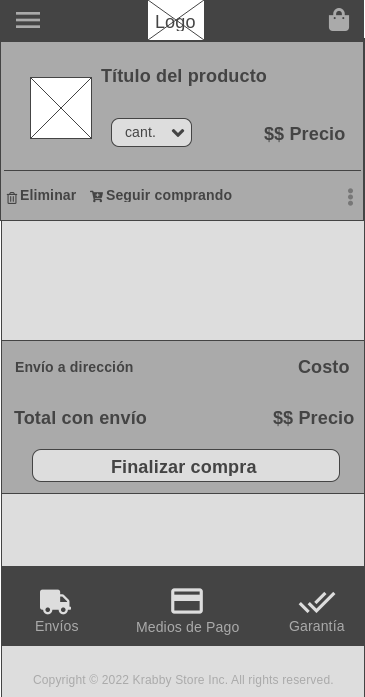 Logo
Título del producto
cant.
$$ Precio
Eliminar
Seguir comprando
Envío a dirección
Costo
Total con envío
$$ Precio
Finalizar compra
Envíos
Medios de Pago
Garantía
Copyright © 2022 Krabby Store Inc. All rights reserved.